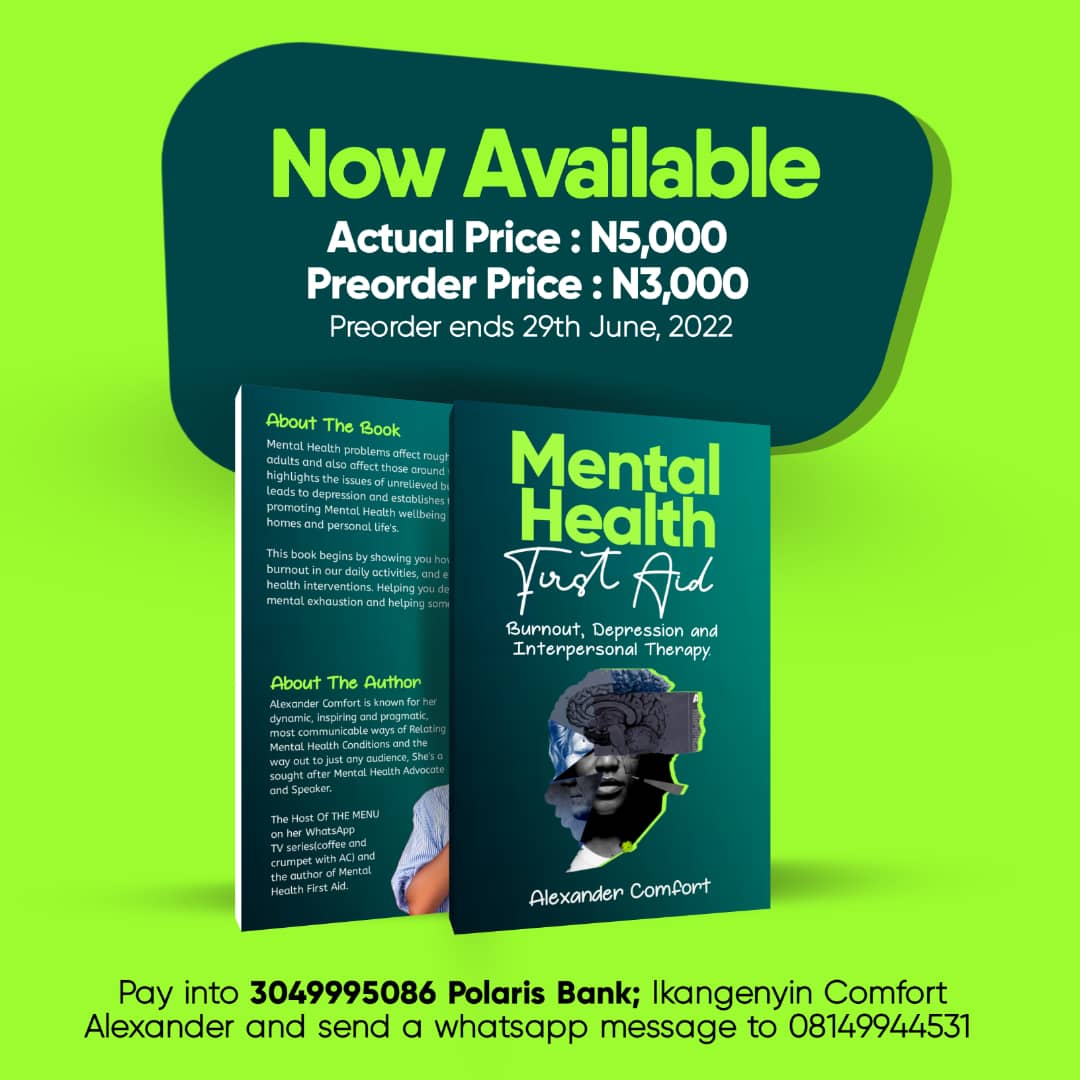 Now Available
Actual Price : N5,000
Preorder Price : N3,000
Preorder ends 29th June, 2022
About The Book
Mental Health problems affect rough
adults and also affect those around
highlights the issues of unrelieved
leads to depression and establishes
promoting Mental Health wellbeing
homes and personal life's.
This book begins by showing you
burnout in our daily activities, and
health interventions. Helping you
mental exhaustion and helping
About The Author
Alexander Comfort is known for her
dynamic, inspiring and pragmatic,
most communicable ways of Relating
Mental Health Conditions and the
way out to just any audience, She's a
sought after Mental Health Advocate
and Speaker.
The Host Of THE MENU
on her WhatsApp
TV series(coffee and
crumpet with AC) and
the author of Mental
Health First Aid.
Mental
Health
First Aid
Burnout, Depression and
Interpersonal Therapy.
Alexander Comfort
Pay into 3049995086 Polaris Bank; Ikangenyin Comfort
Alexander and send a whatsapp message to 08149944531